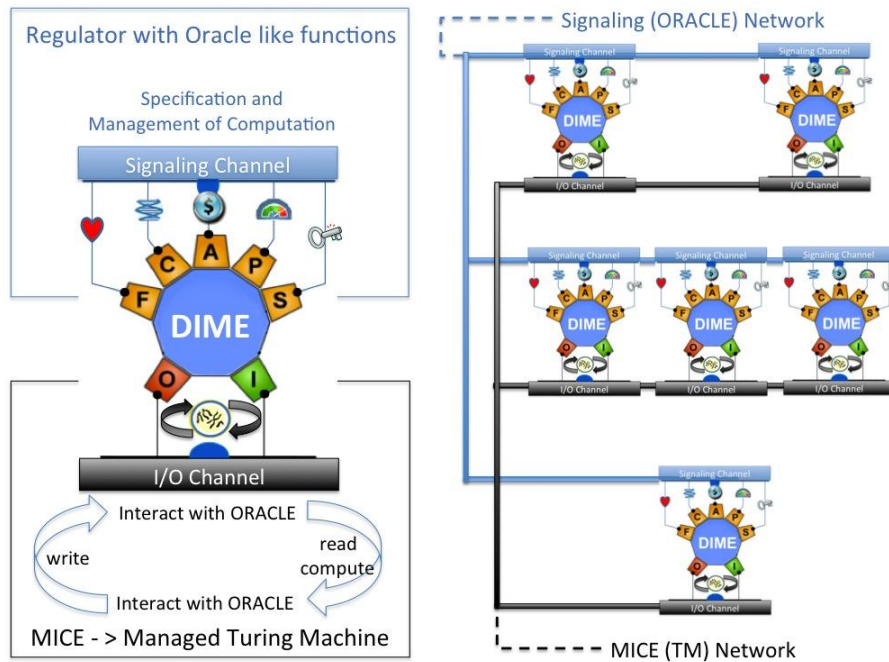 Regulator with Oracle like functions
Specification and
Management of Computation
Signaling Channel
$
F C A P S
DIME
O I
I/O Channel
Interact with ORACLE
write
read
compute
Interact with ORACLE
MICE - > Managed Turing Machine
Signaling (ORACLE) Network
Signaling Channel Signaling Channel
$ $
F C A P S F C A P S
DIME DIME
O I O I
I/O Channel I/O Channel
Signaling Channel Signaling Channel Signaling Channel
$ $ $
F C A P S F C A P S F C A P S
DIME DIME DIME
O I O I O I
I/O Channel I/O Channel I/O Channel
Signaling Channel
$
F C A P S
DIME
O I
I/O Channel
MICE (TM) Network